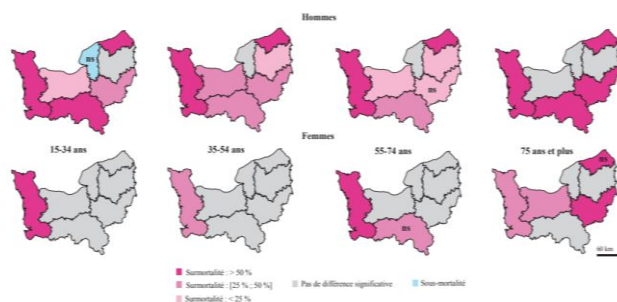 Hommes
ns
ns
Femmes
15-34 ans
35-54 ans
55-74 ans
75 ans et plus
ns
ns
60 km
Surmortalité : > 50 %
Surmortalité : [25 % ; 50 %]
Surmortalité : < 25 %
Pas de différence significative
Sous-mortalité